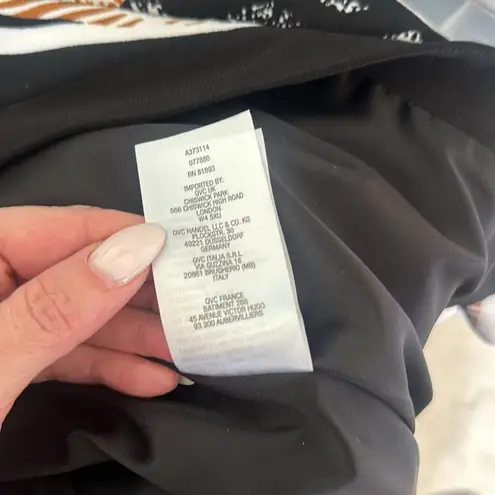 A373114
077880
RN 81693
IMPORTED BY:
QVC UK
CHISWICK PARK
566 CHISWICK HIGH ROAD
LONDON
W4 5XU
QVC HANDEL LLC & CO. KG
PLOCKSTR. 30
40221 DÜSSELDORF
GERMANY
QVC ITALIA S.R.L.
VIA GUZZINA 18
20861 BRUGHERIO (MB)
ITALY
QVC FRANCE
BATIMENT 266
45 AVENUE VICTOR HUGO
93 300 AUBERVILLIERS